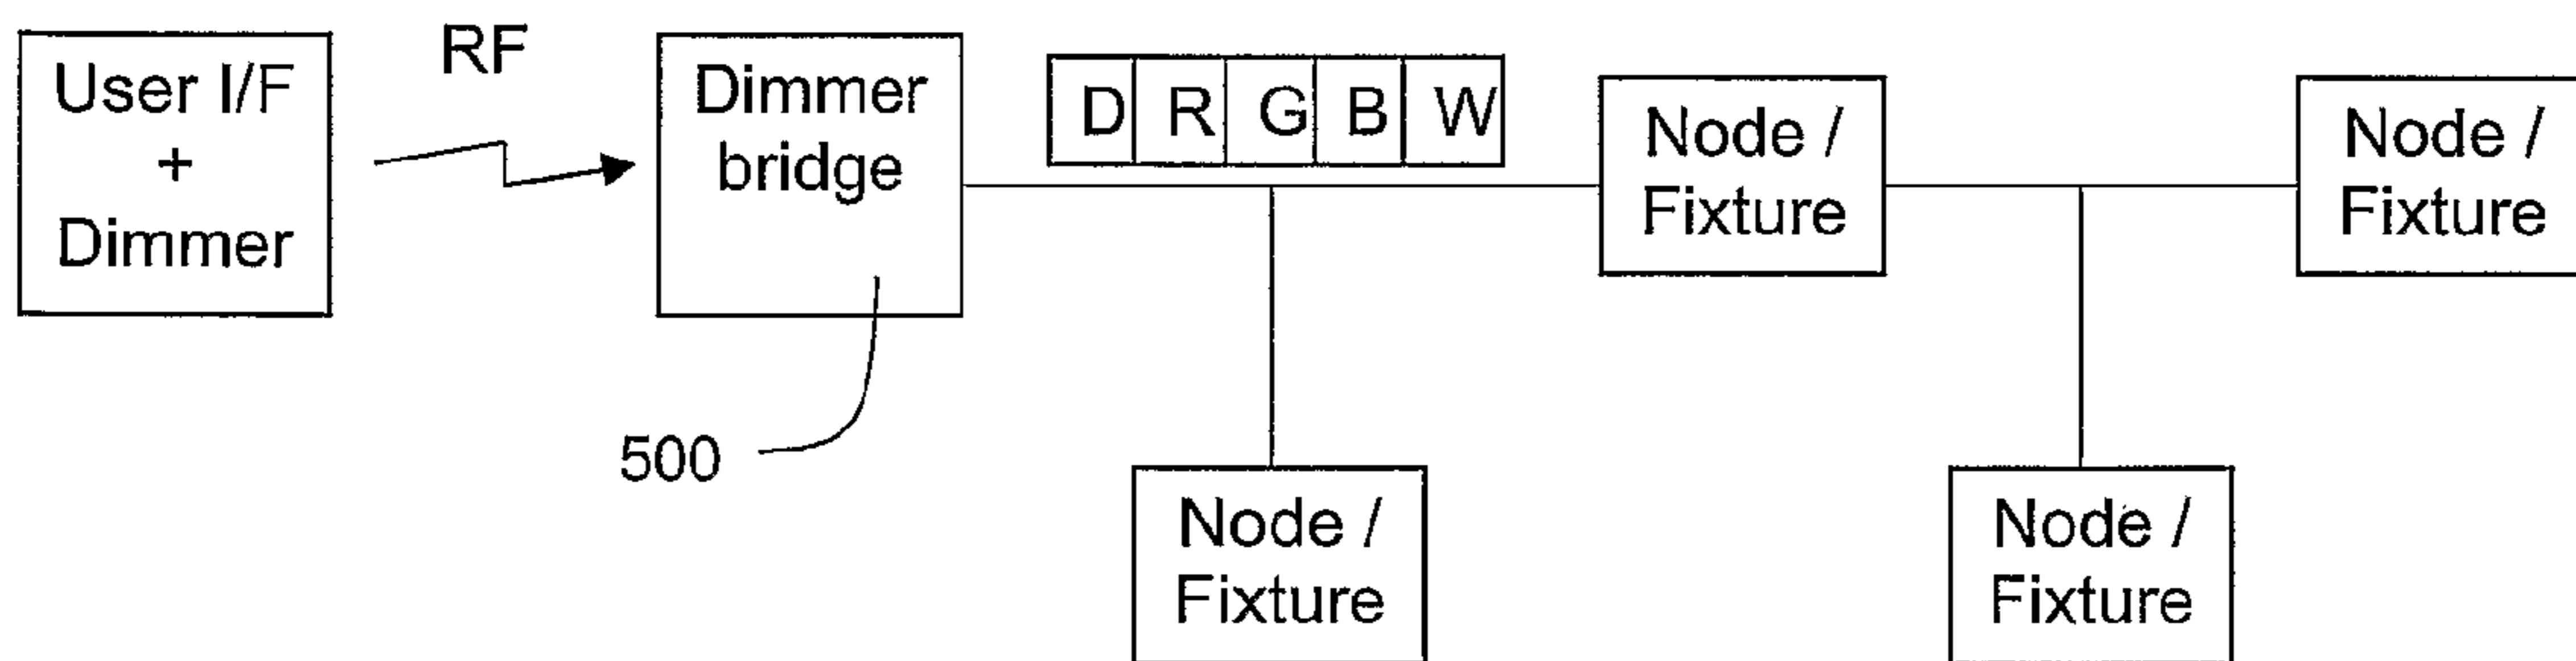 User I/F
+
Dimmer
RF
Dimmer
bridge
500
D R G B W
Node /
Fixture
Node /
Fixture
Node /
Fixture
Node /
Fixture